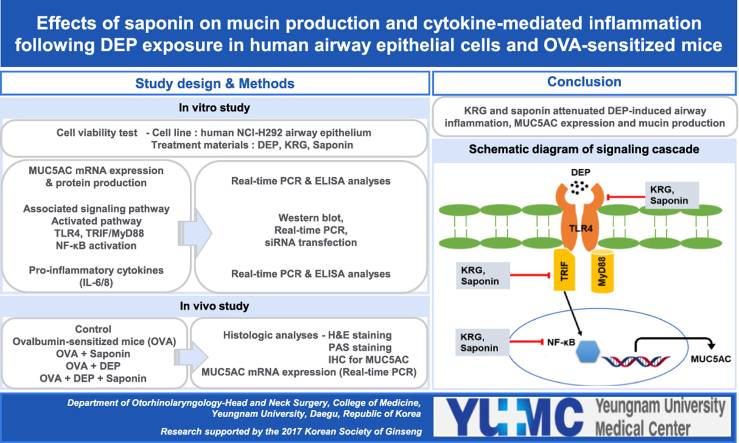 Effects of saponin on mucin production and cytokine-mediated inflammation
following DEP exposure in human airway epithelial cells and OVA-sensitized mice
Study design & Methods
In vitro study
Cell viability test - Cell line : human NCI-H292 airway epithelium
Treatment materials : DEP, KRG, Saponin
MUC5AC mRNA expression
& protein production
Real-time PCR & ELISA analyses
Associated signaling pathway
Activated pathway
TLR4, TRIF/MyD88
NF-κB activation
Western blot,
Real-time PCR,
siRNA transfection
Pro-inflammatory cytokines
(IL-6/8)
Real-time PCR & ELISA analyses
In vivo study
Control
Ovalbumin-sensitized mice (OVA)
OVA + Saponin
OVA + DEP
OVA + DEP + Saponin
Histologic analyses - H&E staining
PAS staining
IHC for MUC5AC
MUC5AC mRNA expression (Real-time PCR)
Conclusion
KRG and saponin attenuated DEP-induced airway
inflammation, MUC5AC expression and mucin production
Schematic diagram of signaling cascade
DEP
KRG,
Saponin
TLR4
KRG,
Saponin
TRIF
MyD88
KRG,
Saponin
NF-κB
MUC5AC
Department of Otorhinolaryngology-Head and Neck Surgery, College of Medicine,
Yeungnam University, Daegu, Republic of Korea
Research supported by the 2017 Korean Society of Ginseng
YUMC
Yeungnam University
Medical Center